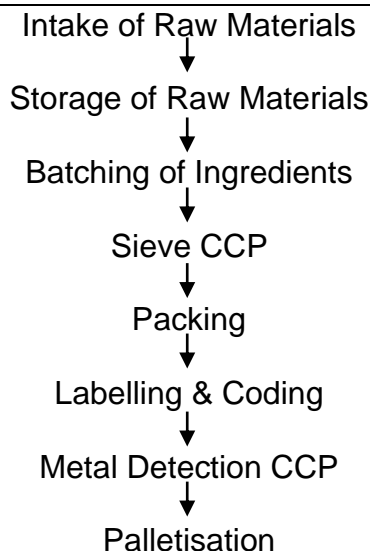 Intake of Raw Materials
Storage of Raw Materials
Batching of Ingredients
Sieve CCP
Packing
Labelling & Coding
Metal Detection CCP
Palletisation